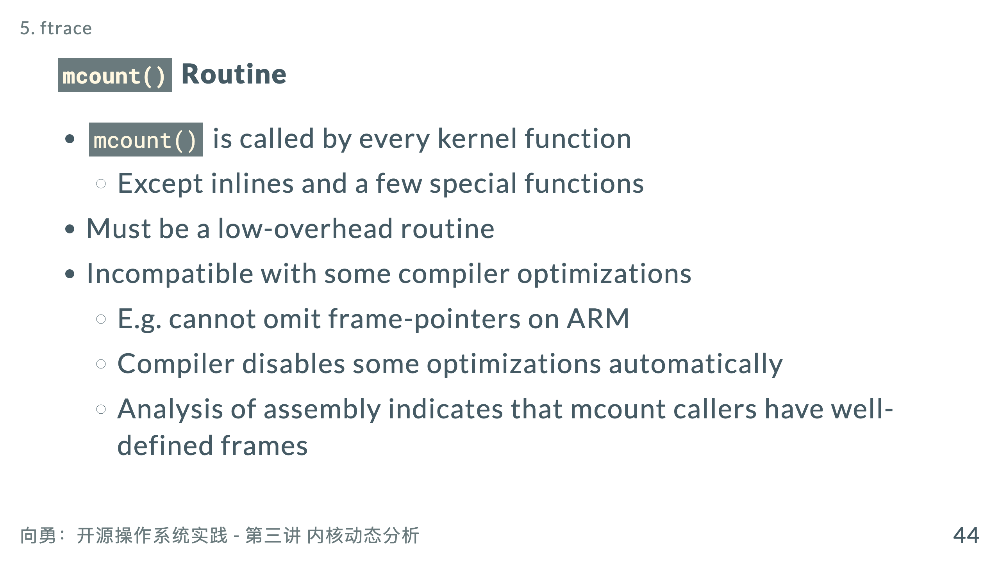 5. ftrace
mcount() Routine
mcount() is called by every kernel function
Except inlines and a few special functions
Must be a low-overhead routine
Incompatible with some compiler optimizations
E.g. cannot omit frame-pointers on ARM
Compiler disables some optimizations automatically
Analysis of assembly indicates that mcount callers have well-
defined frames
向勇：开源操作系统实践 - 第三讲 内核动态分析
44